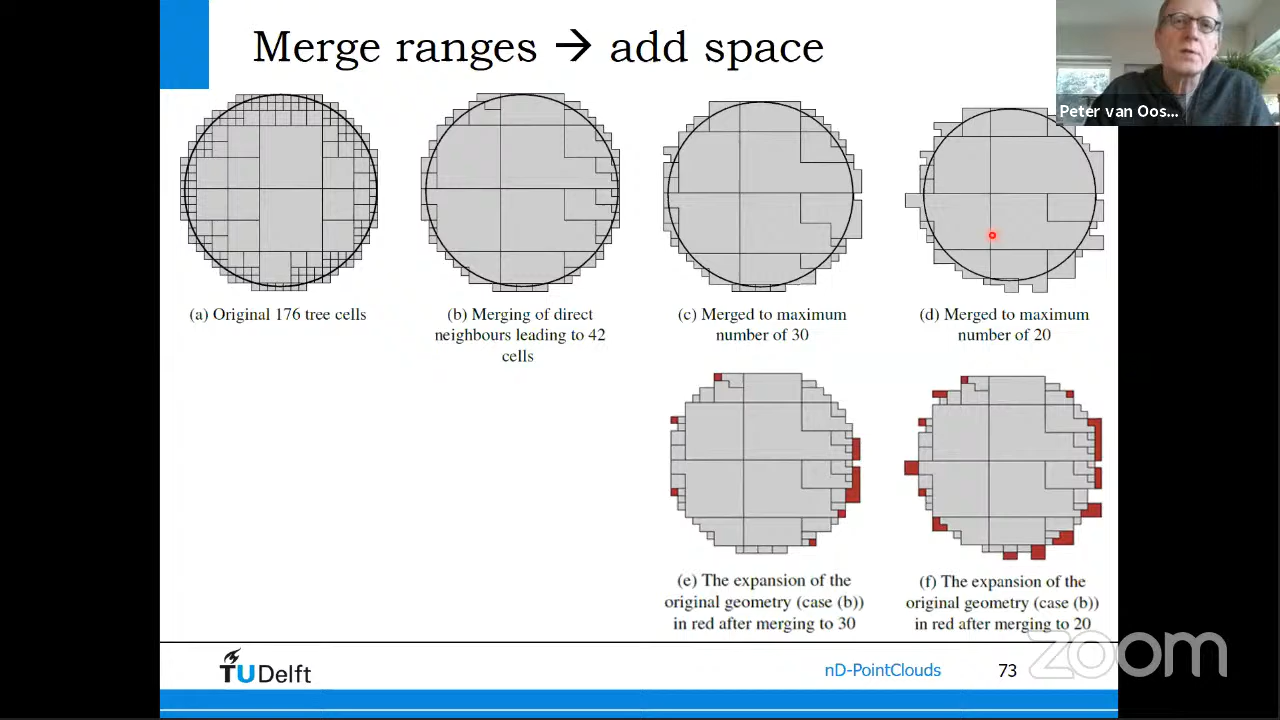 Merge ranges → add space
Peter van Oos...
(a) Original 176 tree cells
(b) Merging of direct
neighbours leading to 42
cells
(c) Merged to maximum
number of 30
(d) Merged to maximum
number of 20
(e) The expansion of the
original geometry (case (b))
in red after merging to 30
(f) The expansion of the
original geometry (case (b))
in red after merging to 20
TUDelft
nD-PointClouds
73
zoom